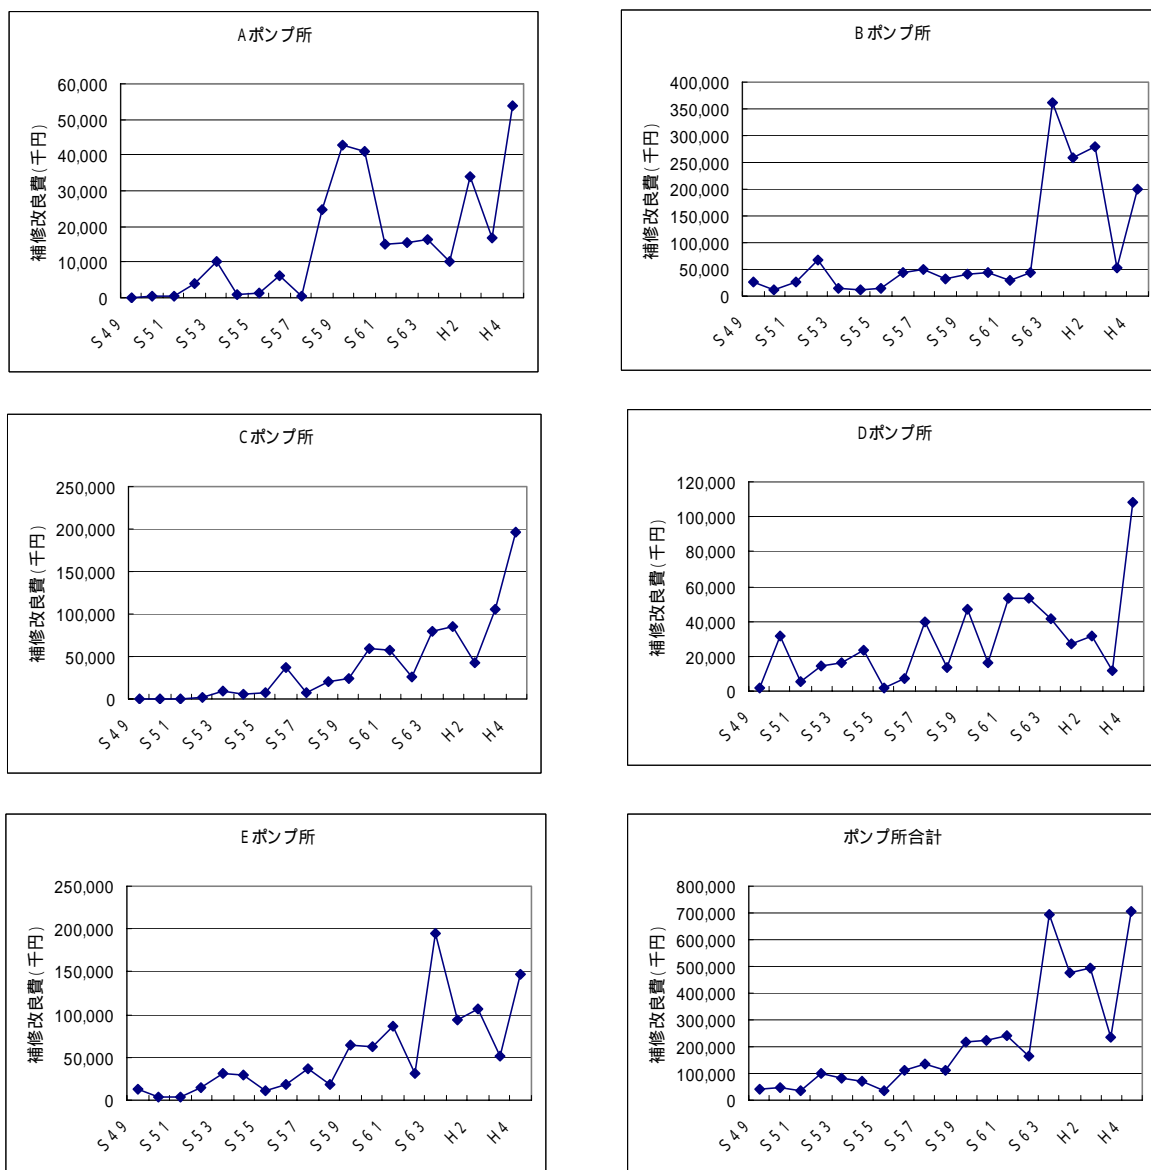 Aポンプ所
補修改良費(千円)
60,000
50,000
40,000
30,000
20,000
10,000
0
S49
S51
S53
S55
S57
S59
S61
S63
H2
H4
Bポンプ所
補修改良費(千円)
400,000
350,000
300,000
250,000
200,000
150,000
100,000
50,000
0
S49
S51
S53
S55
S57
S59
S61
S63
H2
H4
Cポンプ所
補修改良費(千円)
250,000
200,000
150,000
100,000
50,000
0
S49
S51
S53
S55
S57
S59
S61
S63
H2
H4
Dポンプ所
補修改良費(千円)
120,000
100,000
80,000
60,000
40,000
20,000
0
S49
S51
S53
S55
S57
S59
S61
S63
H2
H4
Eポンプ所
補修改良費(千円)
250,000
200,000
150,000
100,000
50,000
0
S49
S51
S53
S55
S57
S59
S61
S63
H2
H4
ポンプ所合計
補修改良費(千円)
800,000
700,000
600,000
500,000
400,000
300,000
200,000
100,000
0
S49
S51
S53
S55
S57
S59
S61
S63
H2
H4